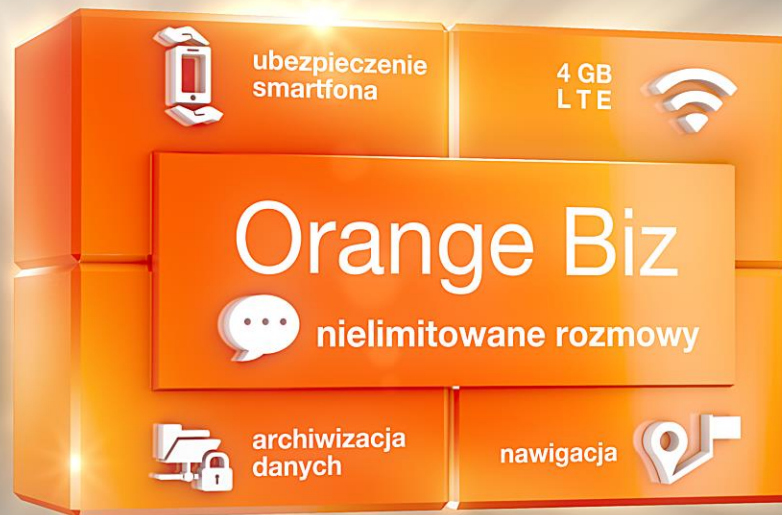 ubezpieczenie
smartfona
4 GB
LTE
Orange Biz
nielimitowane rozmowy
archiwizacja
danych
nawigacja